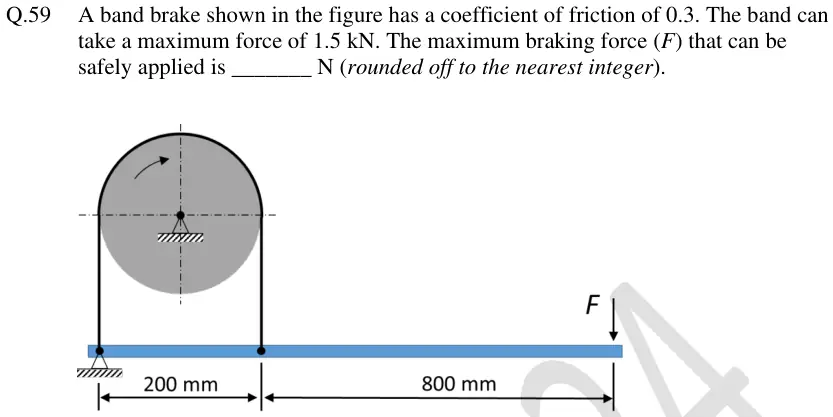 Q.59 A band brake shown in the figure has a coefficient of friction of 0.3. The band can
take a maximum force of 1.5 kN. The maximum braking force (F) that can be
safely applied is _______ N (rounded off to the nearest integer).
F
200 mm
800 mm